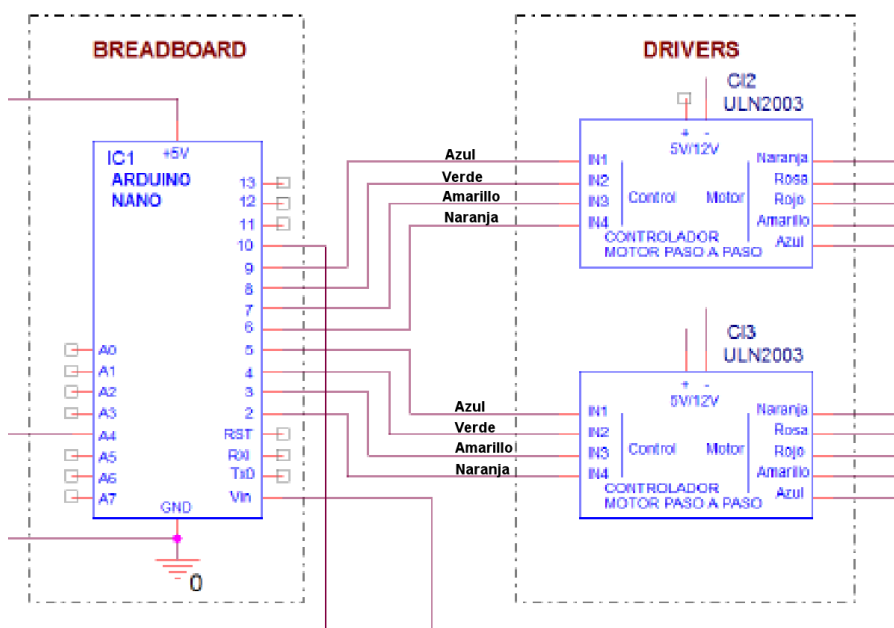 BREADBOARD
IC1
+5V
ARDUINO
NANO
13
12
11
10
9
8
7
6
5
4
3
2
RST
RXI
Tx0
Vin
A0
A1
A2
A3
A4
A5
A6
A7
GND
0
Azul
Verde
Amarillo
Naranja
Azul
Verde
Amarillo
Naranja
DRIVERS
CI2
ULN2003
+ -
5V/12V
IN1
IN2
IN3
IN4
Control
Motor
Naranja
Rosa
Rojo
Amarillo
Azul
CONTROLADOR
MOTOR PASO A PASO
CI3
ULN2003
+ -
5V/12V
IN1
IN2
IN3
IN4
Control
Motor
Naranja
Rosa
Rojo
Amarillo
Azul
CONTROLADOR
MOTOR PASO A PASO